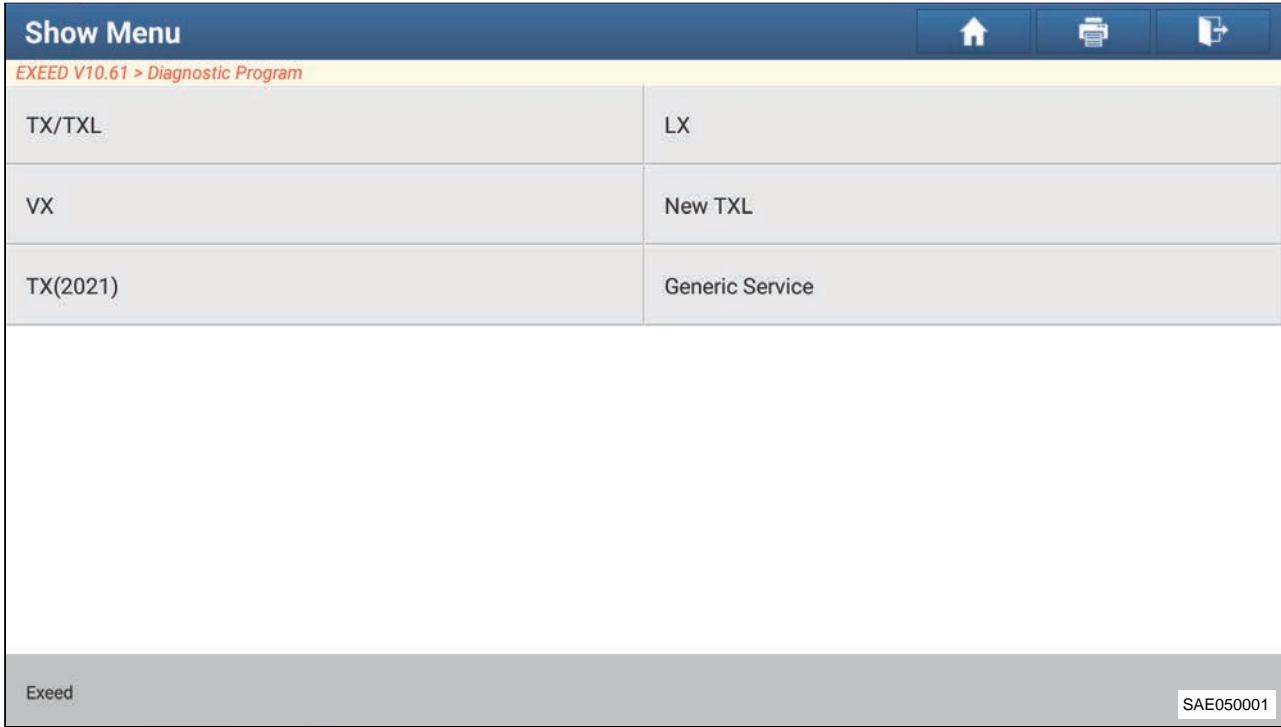 Show Menu
EXEED V10.61 > Diagnostic Program
TX/TXL
LX
VX
New TXL
TX(2021)
Generic Service
Exeed
SAE050001